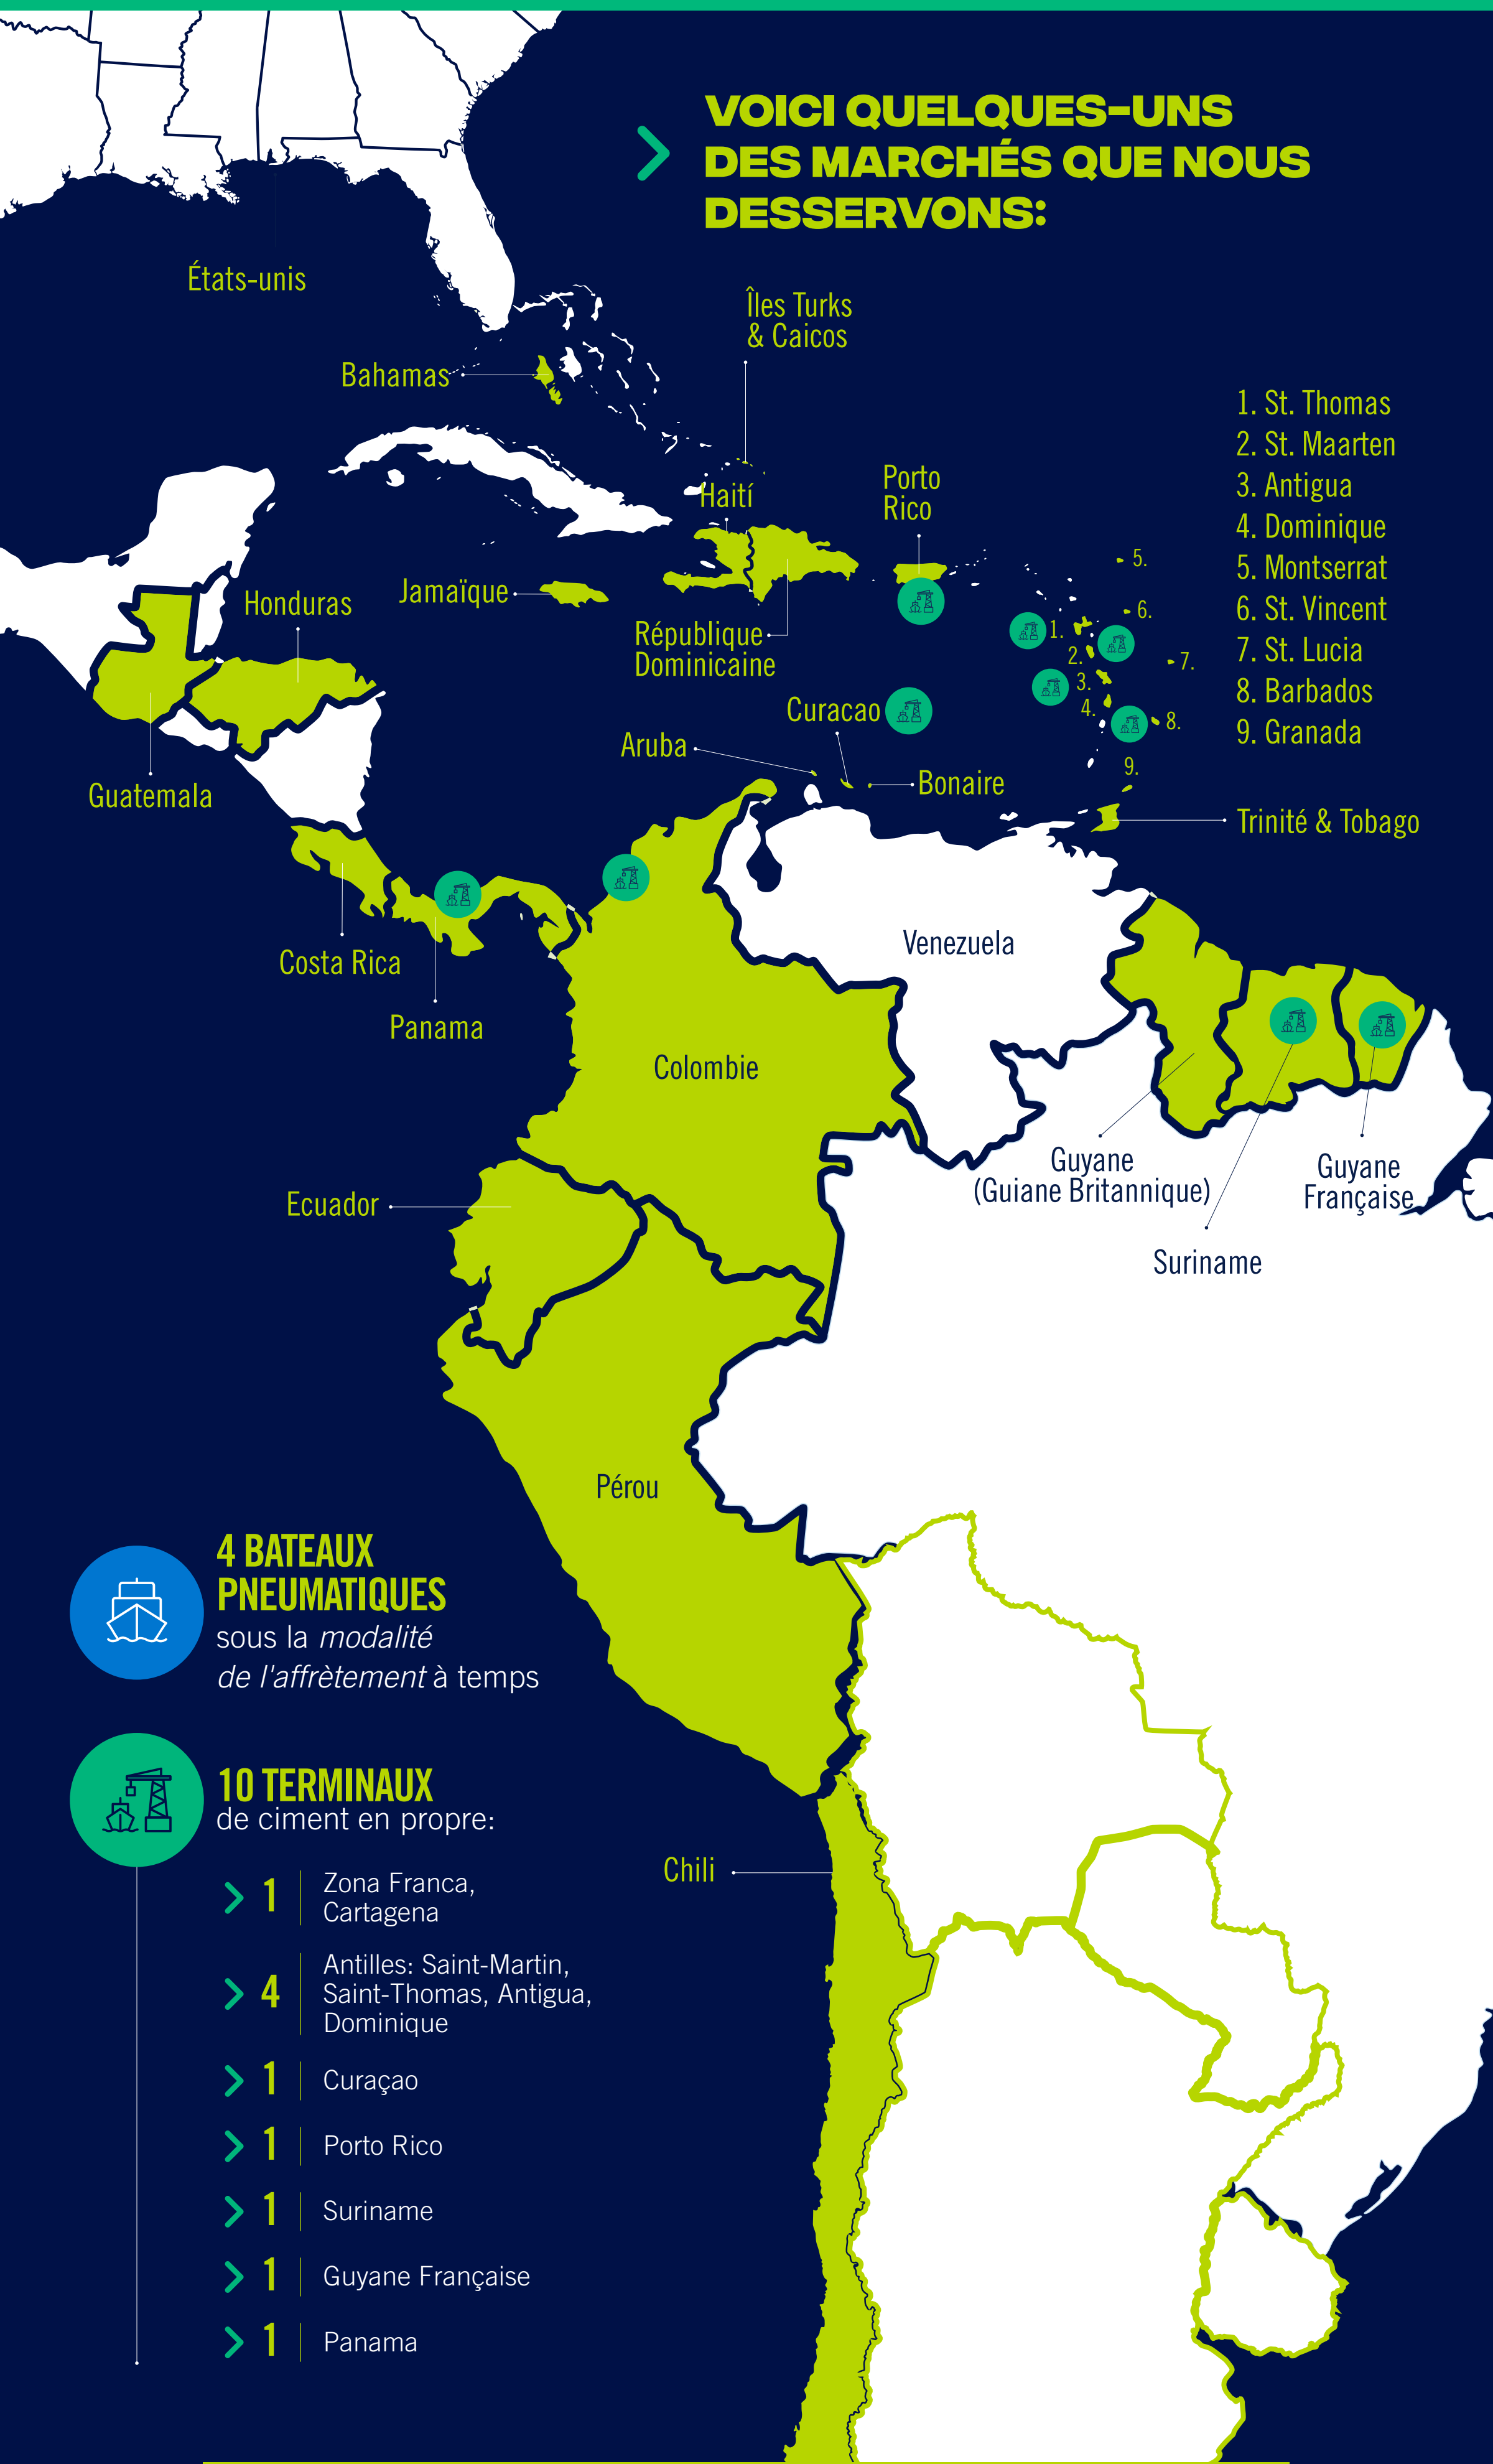 VOICI QUELQUES-UNS
DES MARCHÉS QUE NOUS
DESSERVONS:
États-unis
Îles Turks
& Caicos
Bahamas
1. St. Thomas
2. St. Maarten
3. Antigua
4. Dominique
5. Montserrat
6. St. Vincent
7. St. Lucia
8. Barbados
9. Granada
Haití
Porto
Rico
Honduras
Jamaïque
République
Dominicaine
5.
6.
1.
2.
7.
3.
4.
8.
9.
Curacao
Aruba
Bonaire
Guatemala
Trinité & Tobago
Costa Rica
Panama
Venezuela
Colombie
Guyane
(Guiane Britannique)
Guyane
Française
Suriname
Ecuador
Pérou
4 BATEAUX
PNEUMATIQUES
sous la modalité
de l'affrètement à temps
10 TERMINAUX
de ciment en propre:
Chili
1 Zona Franca,
Cartagena
4 Antilles: Saint-Martin,
Saint-Thomas, Antigua,
Dominique
1 Curaçao
1 Porto Rico
1 Suriname
1 Guyane Française
1 Panama